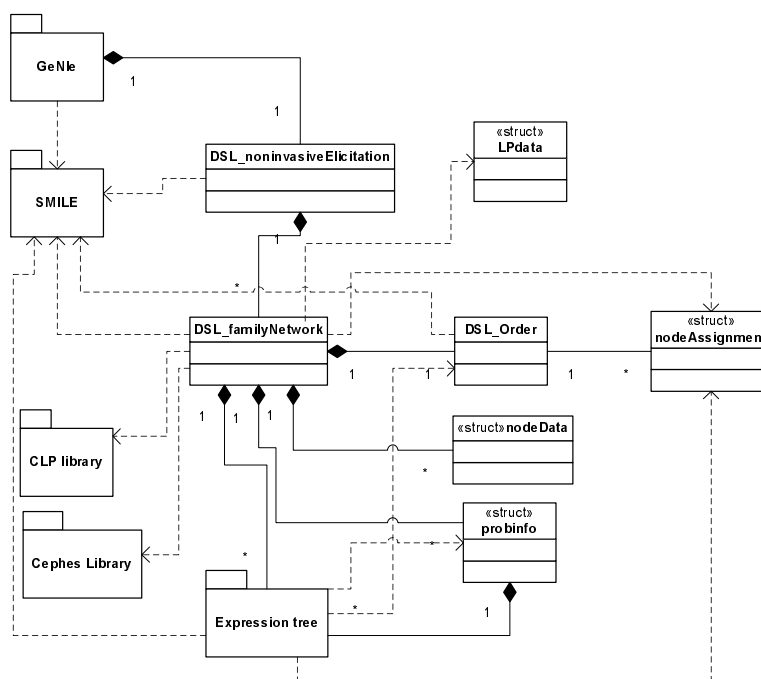 GeNIe
1
1
«struct»
LPdata
DSL_noninvasiveElicitation
SMILE
1
*
DSL_familyNetwork
DSL_Order
«struct»
nodeAssignmen
1
1
1
*
1
1
1
«struct» nodeData
CLP library
*
«struct»
probinfo
*
*
Cephes Library
*
1
Expression tree